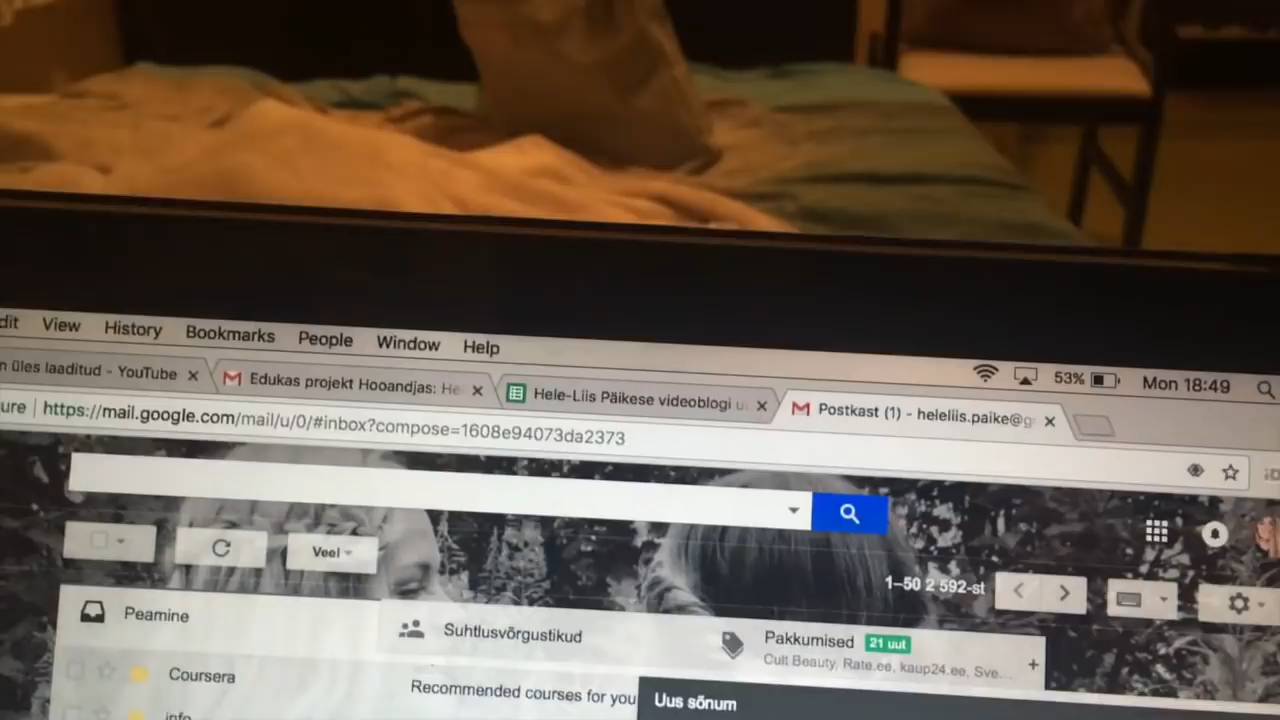 View History Bookmarks People Window Help
53% Mon 18:49
üles laaditud - YouTube
Edukas projekt Hooandjas: He
Hele-Liis Päikese videoblogi
Postkast (1) - heleliis.paike@g
https://mail.google.com/mail/u/0/#inbox?compose=1608e94073da2373
Veel
1–50 2 592-st
Peamine
Suhtlusvõrgustikud
Pakkumised 21 uut
Cult Beauty, Rate.ee, kaup24.ee, Sve...
Coursera
Recommended courses for you
Uus sõnum
info